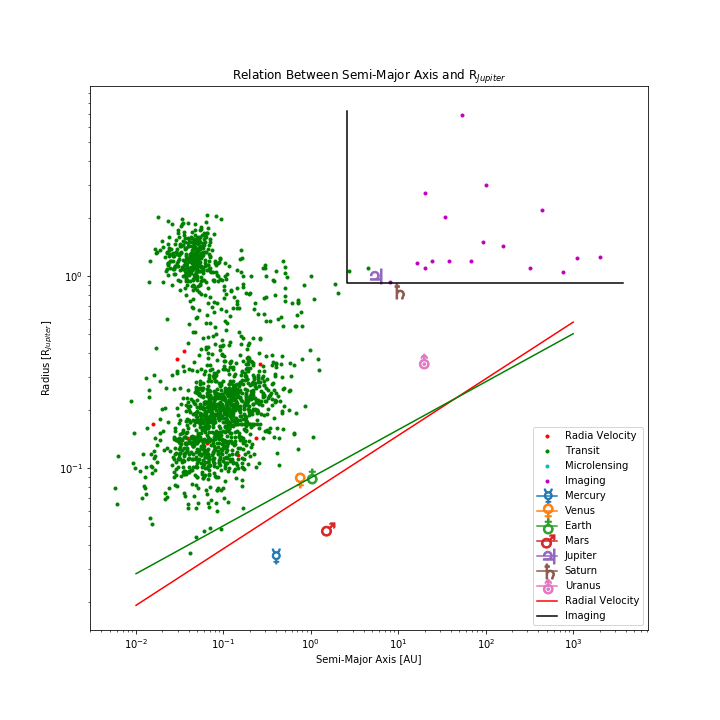 Relation Between Semi-Major Axis and R_Jupiter
Radius [R_Jupiter]
10^0
10^-1
10^-2
10^-1
10^0
10^1
10^2
10^3
Semi-Major Axis [AU]
Radia Velocity
Transit
Microlensing
Imaging
Mercury
Venus
Earth
Mars
Jupiter
Saturn
Uranus
Radial Velocity
Imaging